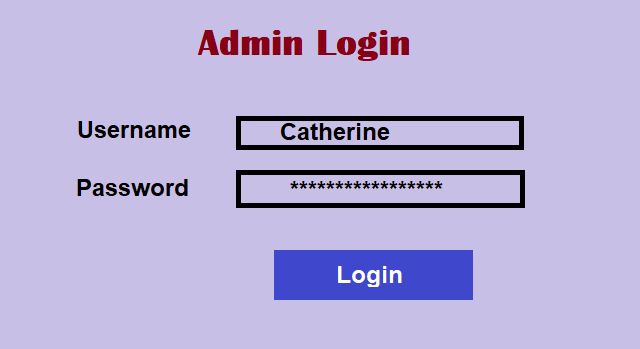 Admin Login
Username Catherine
Password *****************
Login